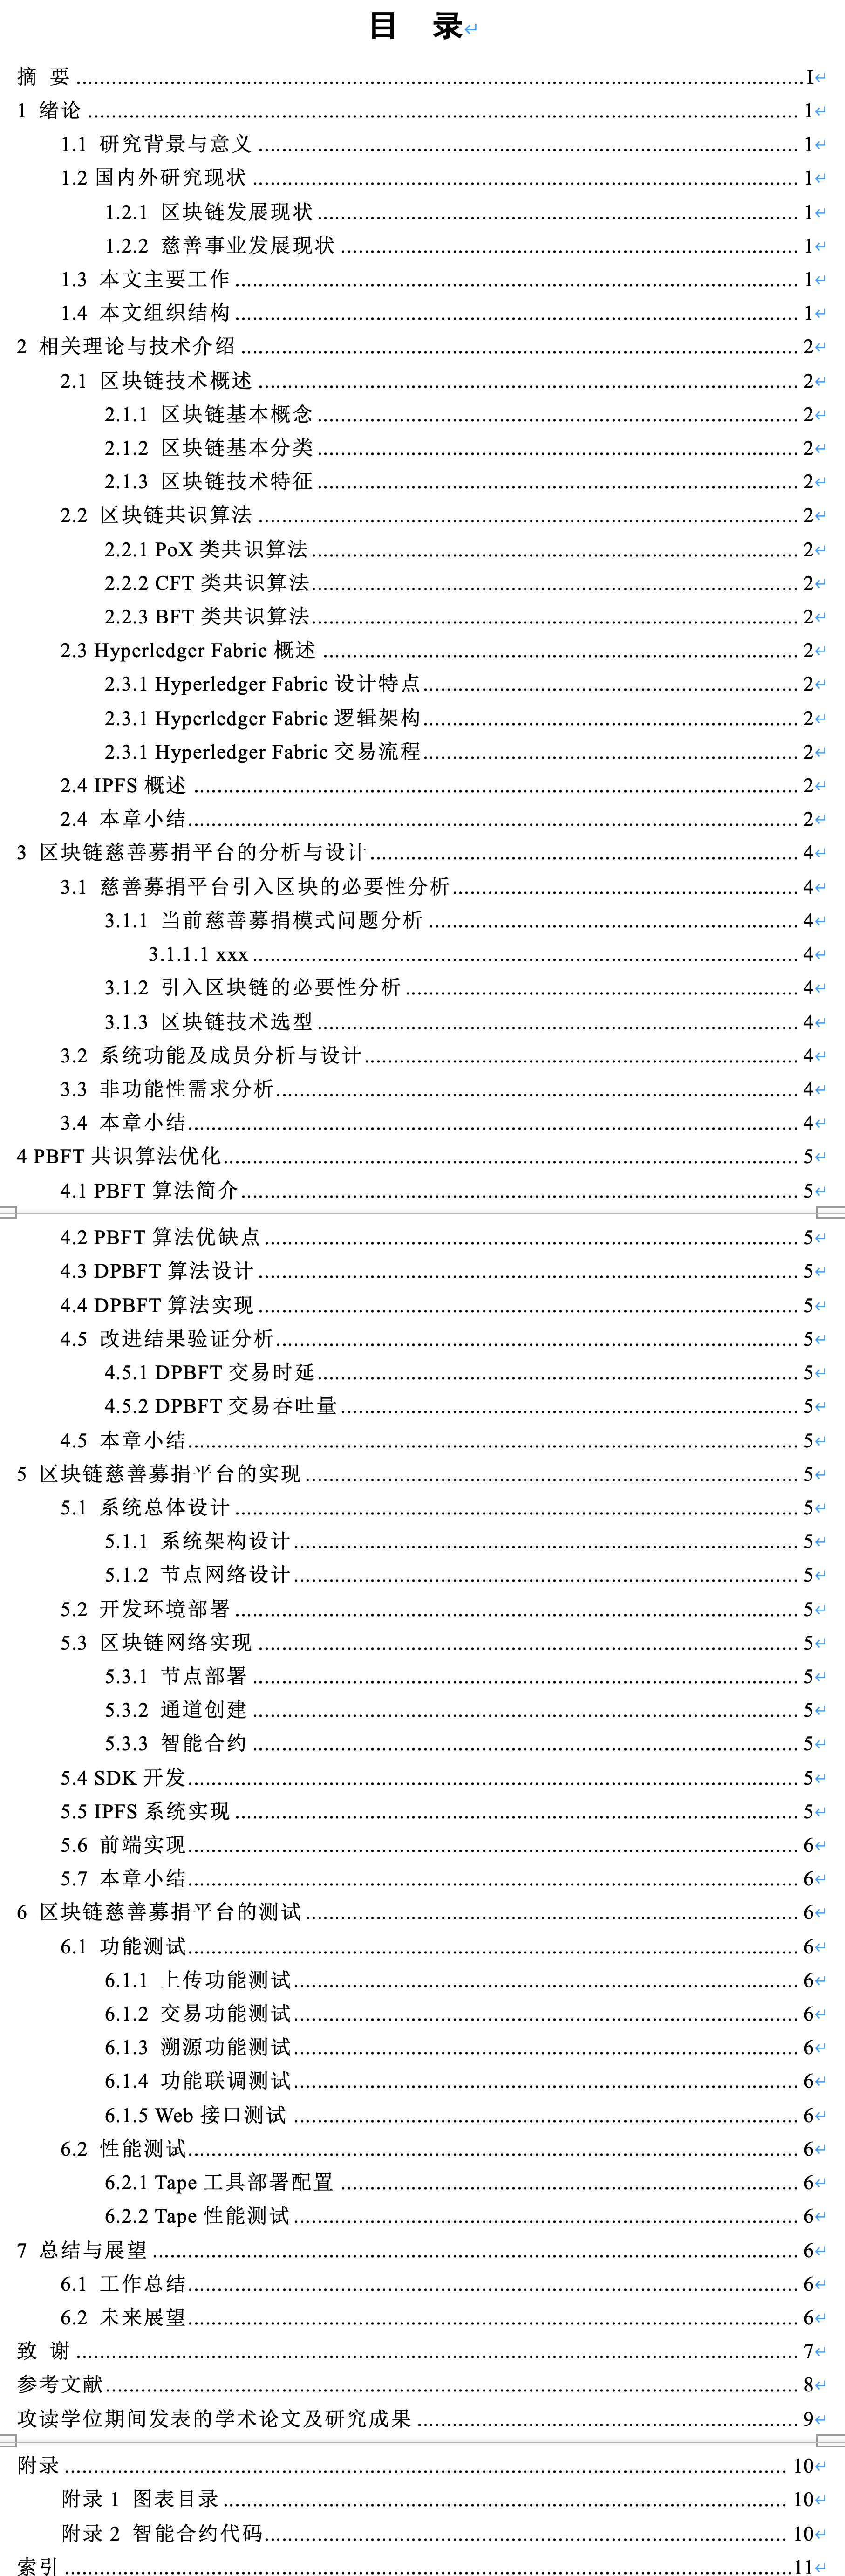 目 录
摘 要 I
1 绪论 1
1.1 研究背景与意义 1
1.2 国内外研究现状 1
1.2.1 区块链发展现状 1
1.2.2 慈善事业发展现状 1
1.3 本文主要工作 1
1.4 本文组织结构 1
2 相关理论与技术介绍 2
2.1 区块链技术概述 2
2.1.1 区块链基本概念 2
2.1.2 区块链基本分类 2
2.1.3 区块链技术特征 2
2.2 区块链共识算法 2
2.2.1 PoX 类共识算法 2
2.2.2 CFT 类共识算法 2
2.2.3 BFT 类共识算法 2
2.3 Hyperledger Fabric 概述 2
2.3.1 Hyperledger Fabric 设计特点 2
2.3.1 Hyperledger Fabric 逻辑架构 2
2.3.1 Hyperledger Fabric 交易流程 2
2.4 IPFS 概述 2
2.4 本章小结 2
3 区块链慈善募捐平台的分析与设计 4
3.1 慈善募捐平台引入区块的必要性分析 4
3.1.1 当前慈善募捐模式问题分析 4
3.1.1.1 xxx 4
3.1.2 引入区块链的必要性分析 4
3.1.3 区块链技术选型 4
3.2 系统功能及成员分析与设计 4
3.3 非功能性需求分析 4
3.4 本章小结 4
4 PBFT 共识算法优化 5
4.1 PBFT 算法简介 5
4.2 PBFT 算法优缺点 5
4.3 DPBFT 算法设计 5
4.4 DPBFT 算法实现 5
4.5 改进结果验证分析 5
4.5.1 DPBFT 交易时延 5
4.5.2 DPBFT 交易吞吐量 5
4.5 本章小结 5
5 区块链慈善募捐平台的实现 5
5.1 系统总体设计 5
5.1.1 系统架构设计 5
5.1.2 节点网络设计 5
5.2 开发环境部署 5
5.3 区块链网络实现 5
5.3.1 节点部署 5
5.3.2 通道创建 5
5.3.3 智能合约 5
5.4 SDK 开发 5
5.5 IPFS 系统实现 5
5.6 前端实现 6
5.7 本章小结 6
6 区块链慈善募捐平台的测试 6
6.1 功能测试 6
6.1.1 上传功能测试 6
6.1.2 交易功能测试 6
6.1.3 溯源功能测试 6
6.1.4 功能联调测试 6
6.1.5 Web 接口测试 6
6.2 性能测试 6
6.2.1 Tape 工具部署配置 6
6.2.2 Tape 性能测试 6
7 总结与展望 6
6.1 工作总结 6
6.2 未来展望 6
致 谢 7
参考文献 8
攻读学位期间发表的学术论文及研究成果 9
附录 10
附录 1 图表目录 10
附录 2 智能合约代码 10
索引 11